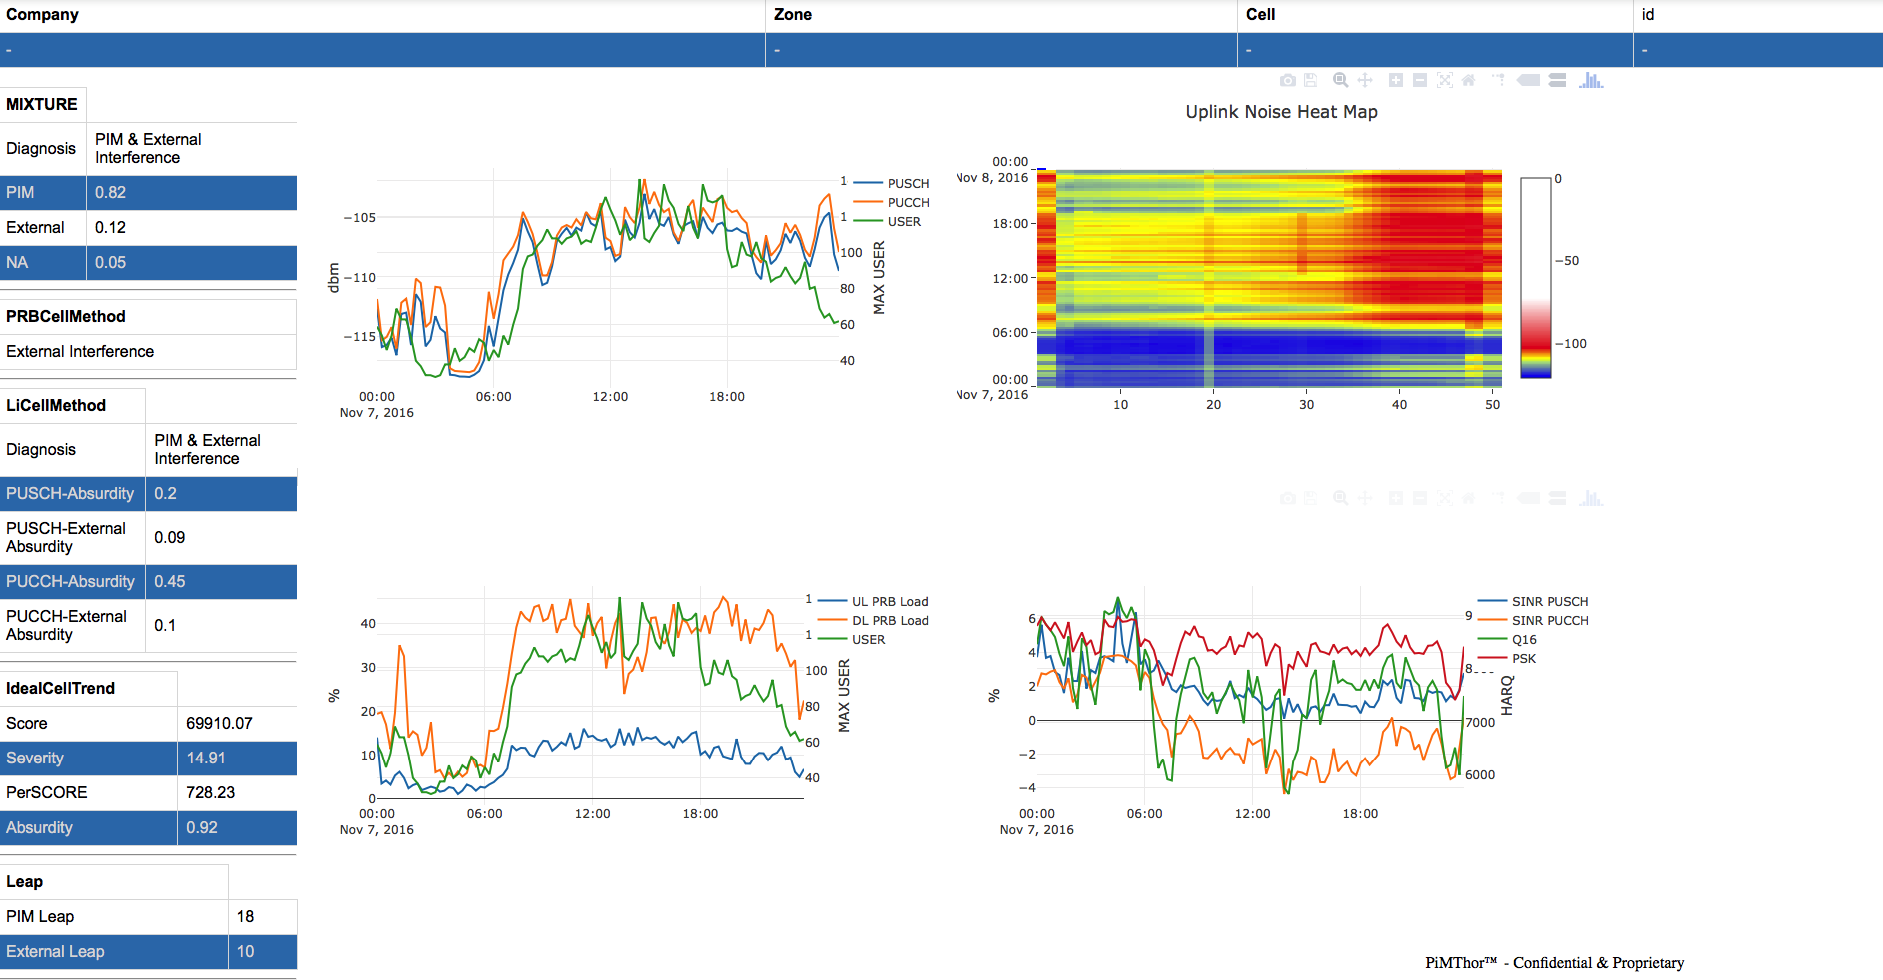 Company Zone Cell id
- - - -
MIXTURE
Diagnosis PIM & External
Interference
PIM 0.82
External 0.12
NA 0.05
PRBCellMethod
External Interference
LiCellMethod
Diagnosis PIM & External
Interference
PUSCH-Absurdity 0.2
PUSCH-External
Absurdity 0.09
PUCCH-Absurdity 0.45
PUCCH-External
Absurdity 0.1
IdealCellTrend
Score 69910.07
Severity 14.91
PerSCORE 728.23
Absurdity 0.92
Leap
PIM Leap 18
External Leap 10
dbm
−105
−110
−115
00:00 06:00 12:00 18:00
Nov 7, 2016
1
1
100
80
60
40
MAX USER
PUSCH
PUCCH
USER
Uplink Noise Heat Map
00:00
Nov 8, 2016
18:00
12:00
06:00
00:00
Nov 7, 2016
10 20 30 40 50
0
−50
−100
%
40
30
20
10
0
00:00 06:00 12:00 18:00
Nov 7, 2016
1
1
100
80
60
40
MAX USER
UL PRB Load
DL PRB Load
USER
%
6
4
2
0
−2
−4
00:00 06:00 12:00 18:00
Nov 7, 2016
9
8
7000
6000
HARQ
SINR PUSCH
SINR PUCCH
Q16
PSK
PiMThor™ - Confidential & Proprietary